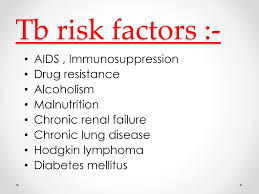 Tb risk factors :-
• AIDS , Immunosuppression
• Drug resistance
• Alcoholism
• Malnutrition
• Chronic renal failure
• Chronic lung disease
• Hodgkin lymphoma
• Diabetes mellitus